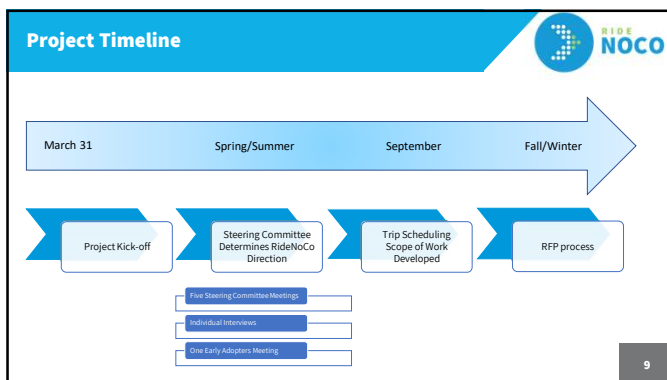 Project Timeline
RIDE
NOCO
March 31
Spring/Summer
September
Fall/Winter
Project Kick-off
Steering Committee
Determines RideNoCo
Direction
Trip Scheduling
Scope of Work
Developed
RFP process
Five Steering Committee Meetings
Individual Interviews
One Early Adopters Meeting
9